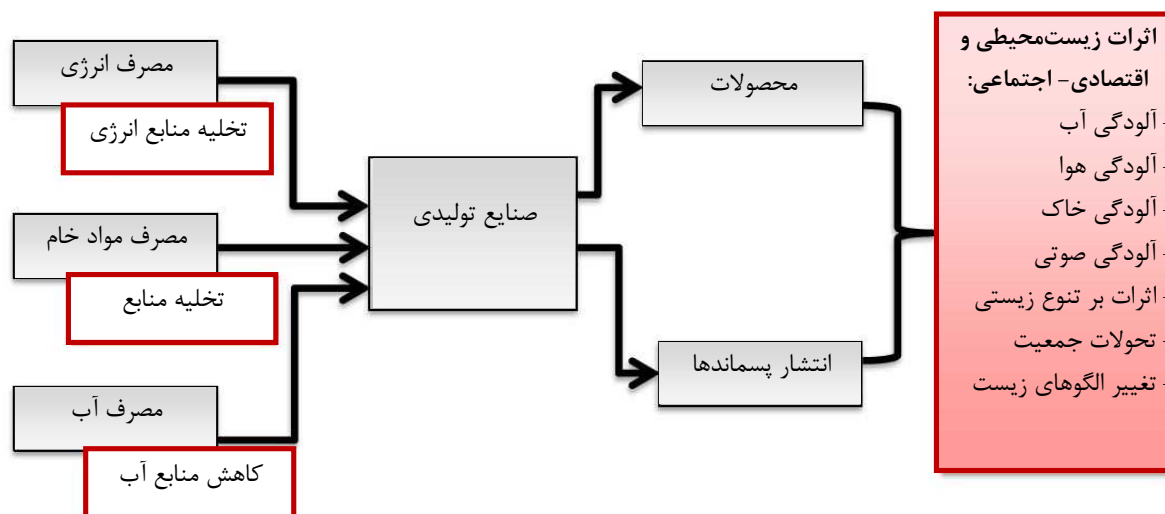 مصرف انرژی
تخلیه منابع انرژی
مصرف مواد خام
تخلیه منابع
مصرف آب
کاهش منابع آب
صنایع تولیدی
محصولات
انتشار پسماندها
اثرات زیست‌محیطی و
اقتصادی- اجتماعی:
- آلودگی آب
- آلودگی هوا
- آلودگی خاک
- آلودگی صوتی
- اثرات بر تنوع زیستی
- تحولات جمعیت
- تغییر الگوهای زیست